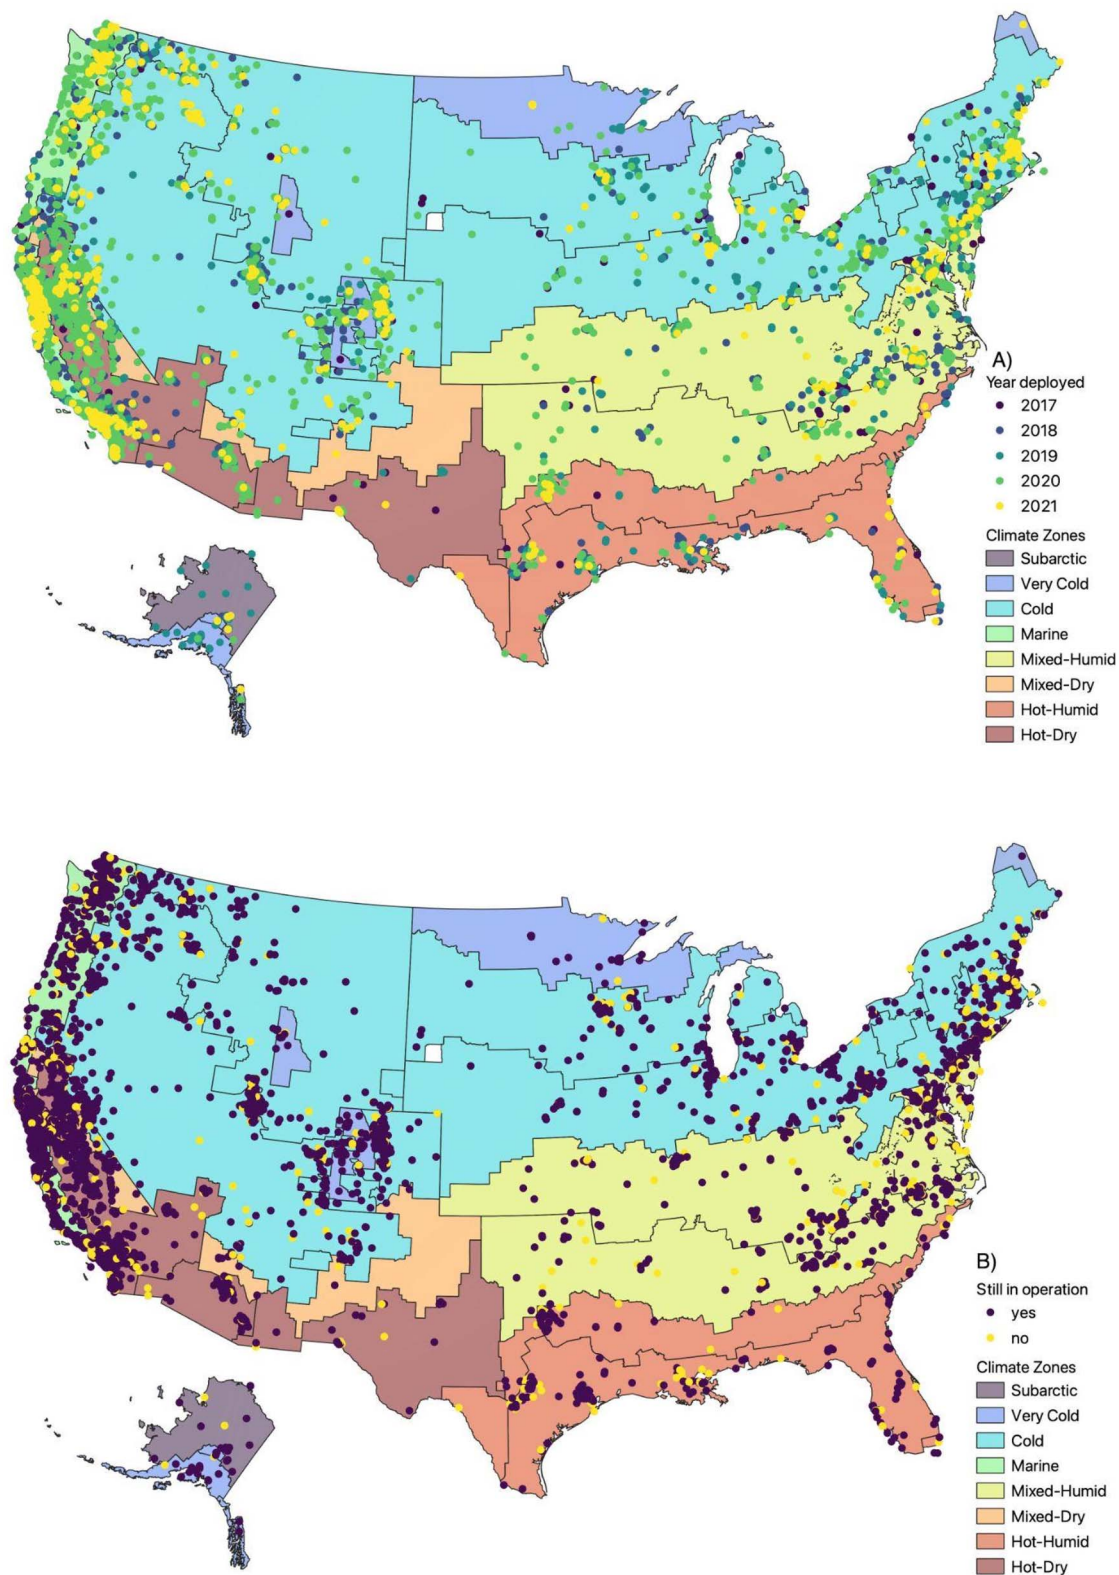 A)
Year deployed
2017
2018
2019
2020
2021
Climate Zones
Subarctic
Very Cold
Cold
Marine
Mixed-Humid
Mixed-Dry
Hot-Humid
Hot-Dry
B)
Still in operation
yes
no
Climate Zones
Subarctic
Very Cold
Cold
Marine
Mixed-Humid
Mixed-Dry
Hot-Humid
Hot-Dry